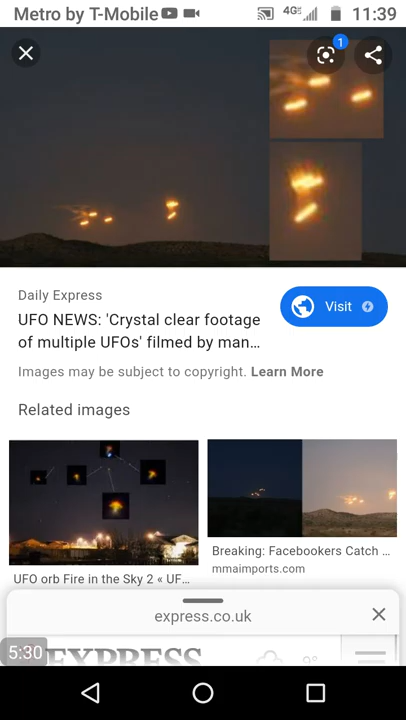 Metro by T-Mobile
4G
11:39
1
Daily Express
UFO NEWS: 'Crystal clear footage
of multiple UFOs' filmed by man...
Visit
Images may be subject to copyright. Learn More
Related images
UFO orb Fire in the Sky 2 « UF...
Breaking: Facebookers Catch ...
mmaimports.com
express.co.uk
5:30
EXPRESS
9°